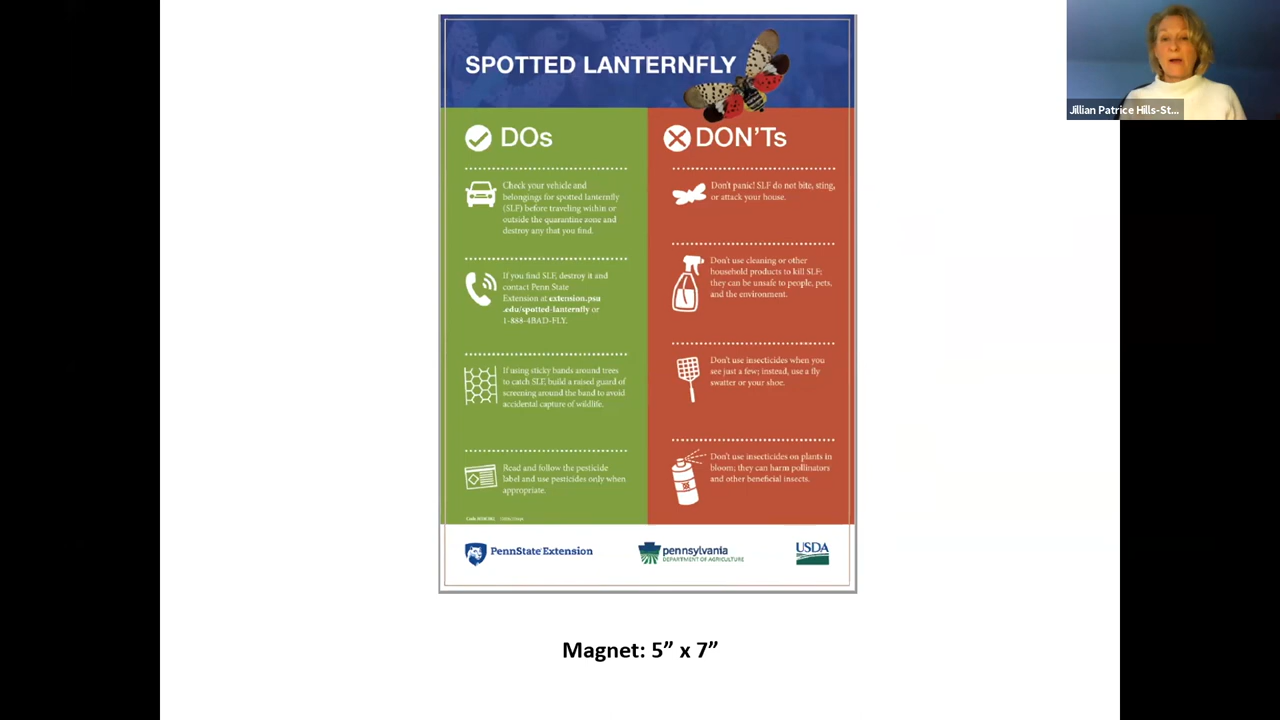 SPOTTED LANTERNFLY
Jillian Patrice Hills-St...
DOs
Check your vehicle and
belongings for spotted lanternfly
(SLF) before traveling within or
outside the quarantine zone and
destroy any that you find.
If you find SLF, destroy it and
contact Penn State
Extension at extension.psu
.edu/spotted-lanternfly or
1-888-4BAD-FLY.
If using sticky bands around trees
to catch SLF, build a raised guard of
screening around the band to avoid
accidental capture of wildlife.
Read and follow the pesticide
label and use pesticides only when
appropriate.
DON'Ts
Don't panic! SLF do not bite, sting,
or attack your house.
Don't use cleaning or other
household products to kill SLF;
they can be unsafe to people, pets,
and the environment.
Don't use insecticides when you
see just a few; instead, use a fly
swatter or your shoe.
Don't use insecticides on plants in
bloom; they can harm pollinators
and other beneficial insects.
PennState Extension
pennsylvania
DEPARTMENT OF AGRICULTURE
USDA
Magnet: 5” x 7”